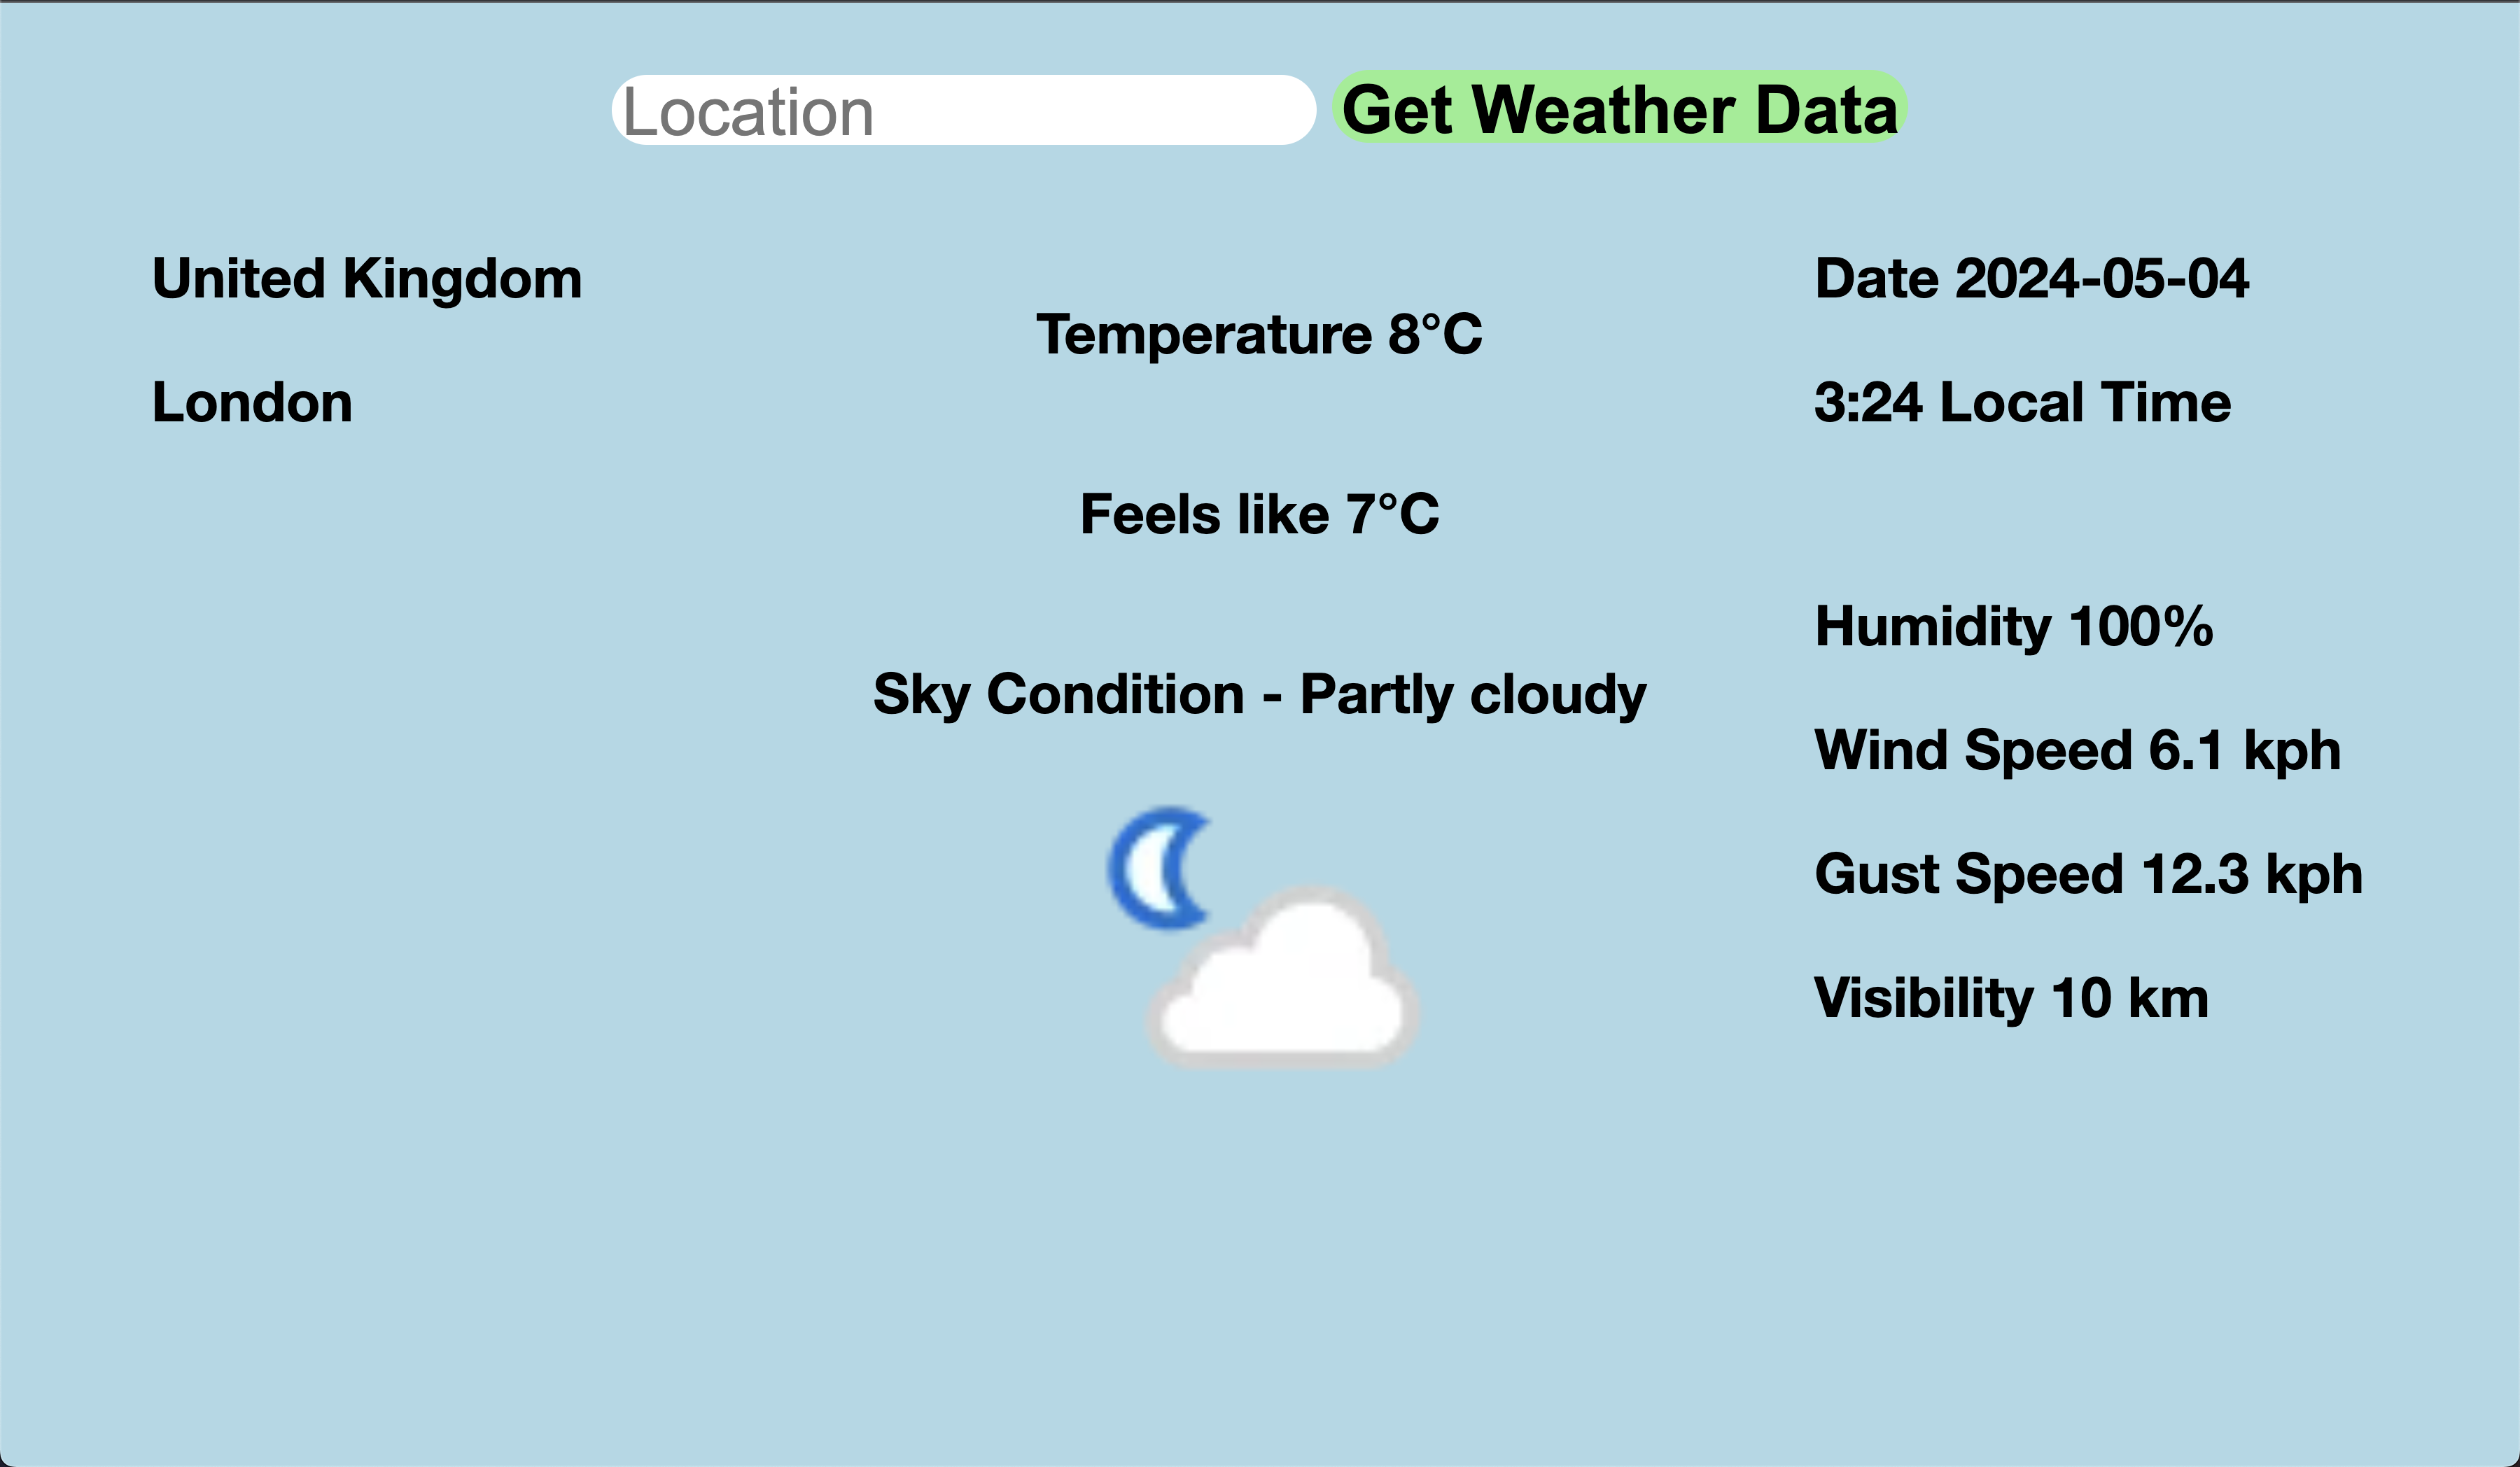 Location
Get Weather Data
United Kingdom
London
Temperature 8°C
Feels like 7°C
Sky Condition - Partly cloudy
Date 2024-05-04
3:24 Local Time
Humidity 100%
Wind Speed 6.1 kph
Gust Speed 12.3 kph
Visibility 10 km